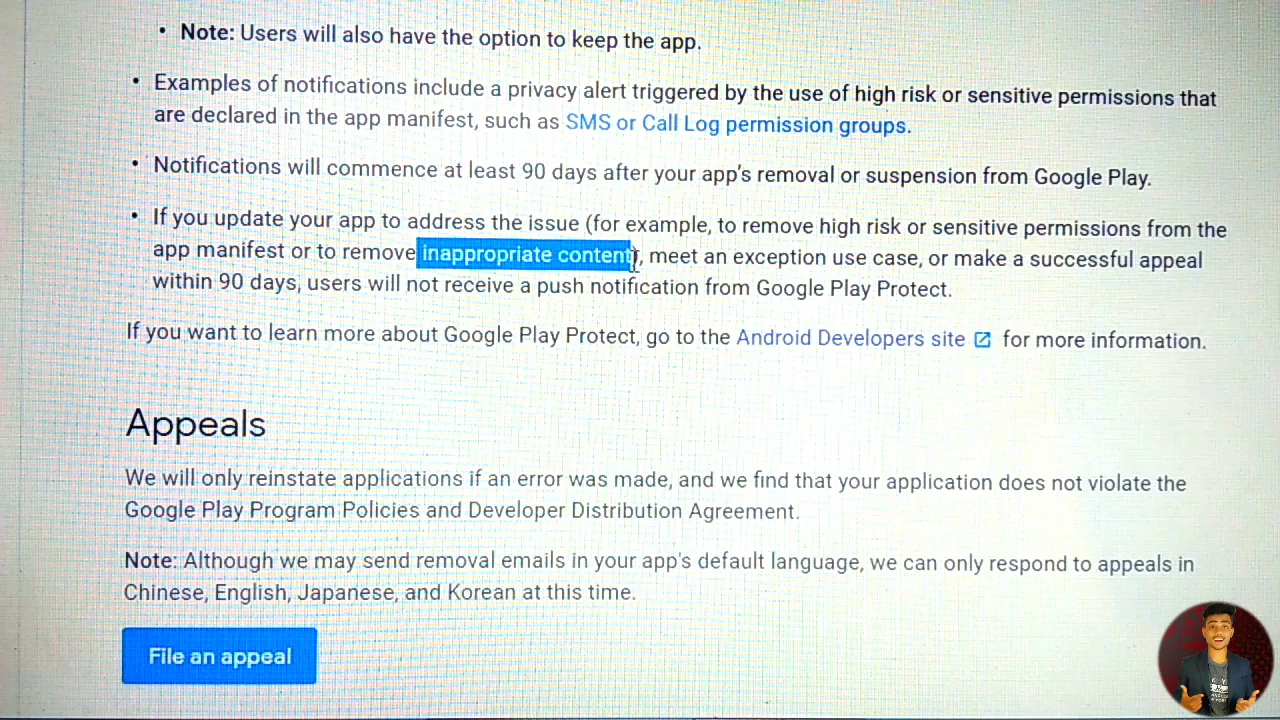 • Note: Users will also have the option to keep the app.
• Examples of notifications include a privacy alert triggered by the use of high risk or sensitive permissions that
are declared in the app manifest, such as SMS or Call Log permission groups.
• Notifications will commence at least 90 days after your app's removal or suspension from Google Play.
• If you update your app to address the issue (for example, to remove high risk or sensitive permissions from the
app manifest or to remove inappropriate content), meet an exception use case, or make a successful appeal
within 90 days, users will not receive a push notification from Google Play Protect.
If you want to learn more about Google Play Protect, go to the Android Developers site for more information.
Appeals
We will only reinstate applications if an error was made, and we find that your application does not violate the
Google Play Program Policies and Developer Distribution Agreement.
Note: Although we may send removal emails in your app's default language, we can only respond to appeals in
Chinese, English, Japanese, and Korean at this time.
File an appeal